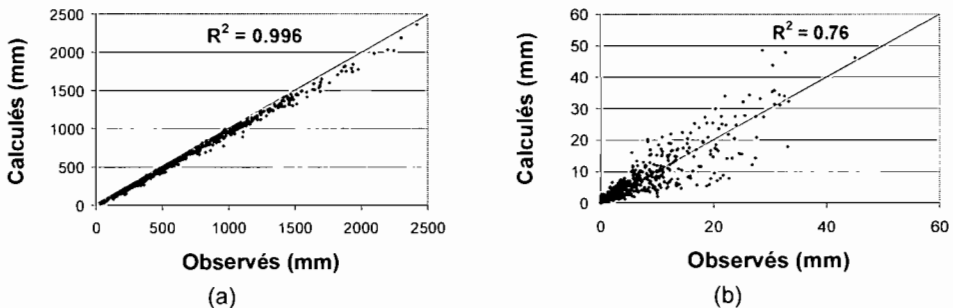 R² = 0.996
Calculés (mm)
2500
2000
1500
1000
500
0
0 500 1000 1500 2000 2500
Observés (mm)
(a)
R² = 0.76
Calculés (mm)
60
50
40
30
20
10
0
0 20 40 60
Observés (mm)
(b)